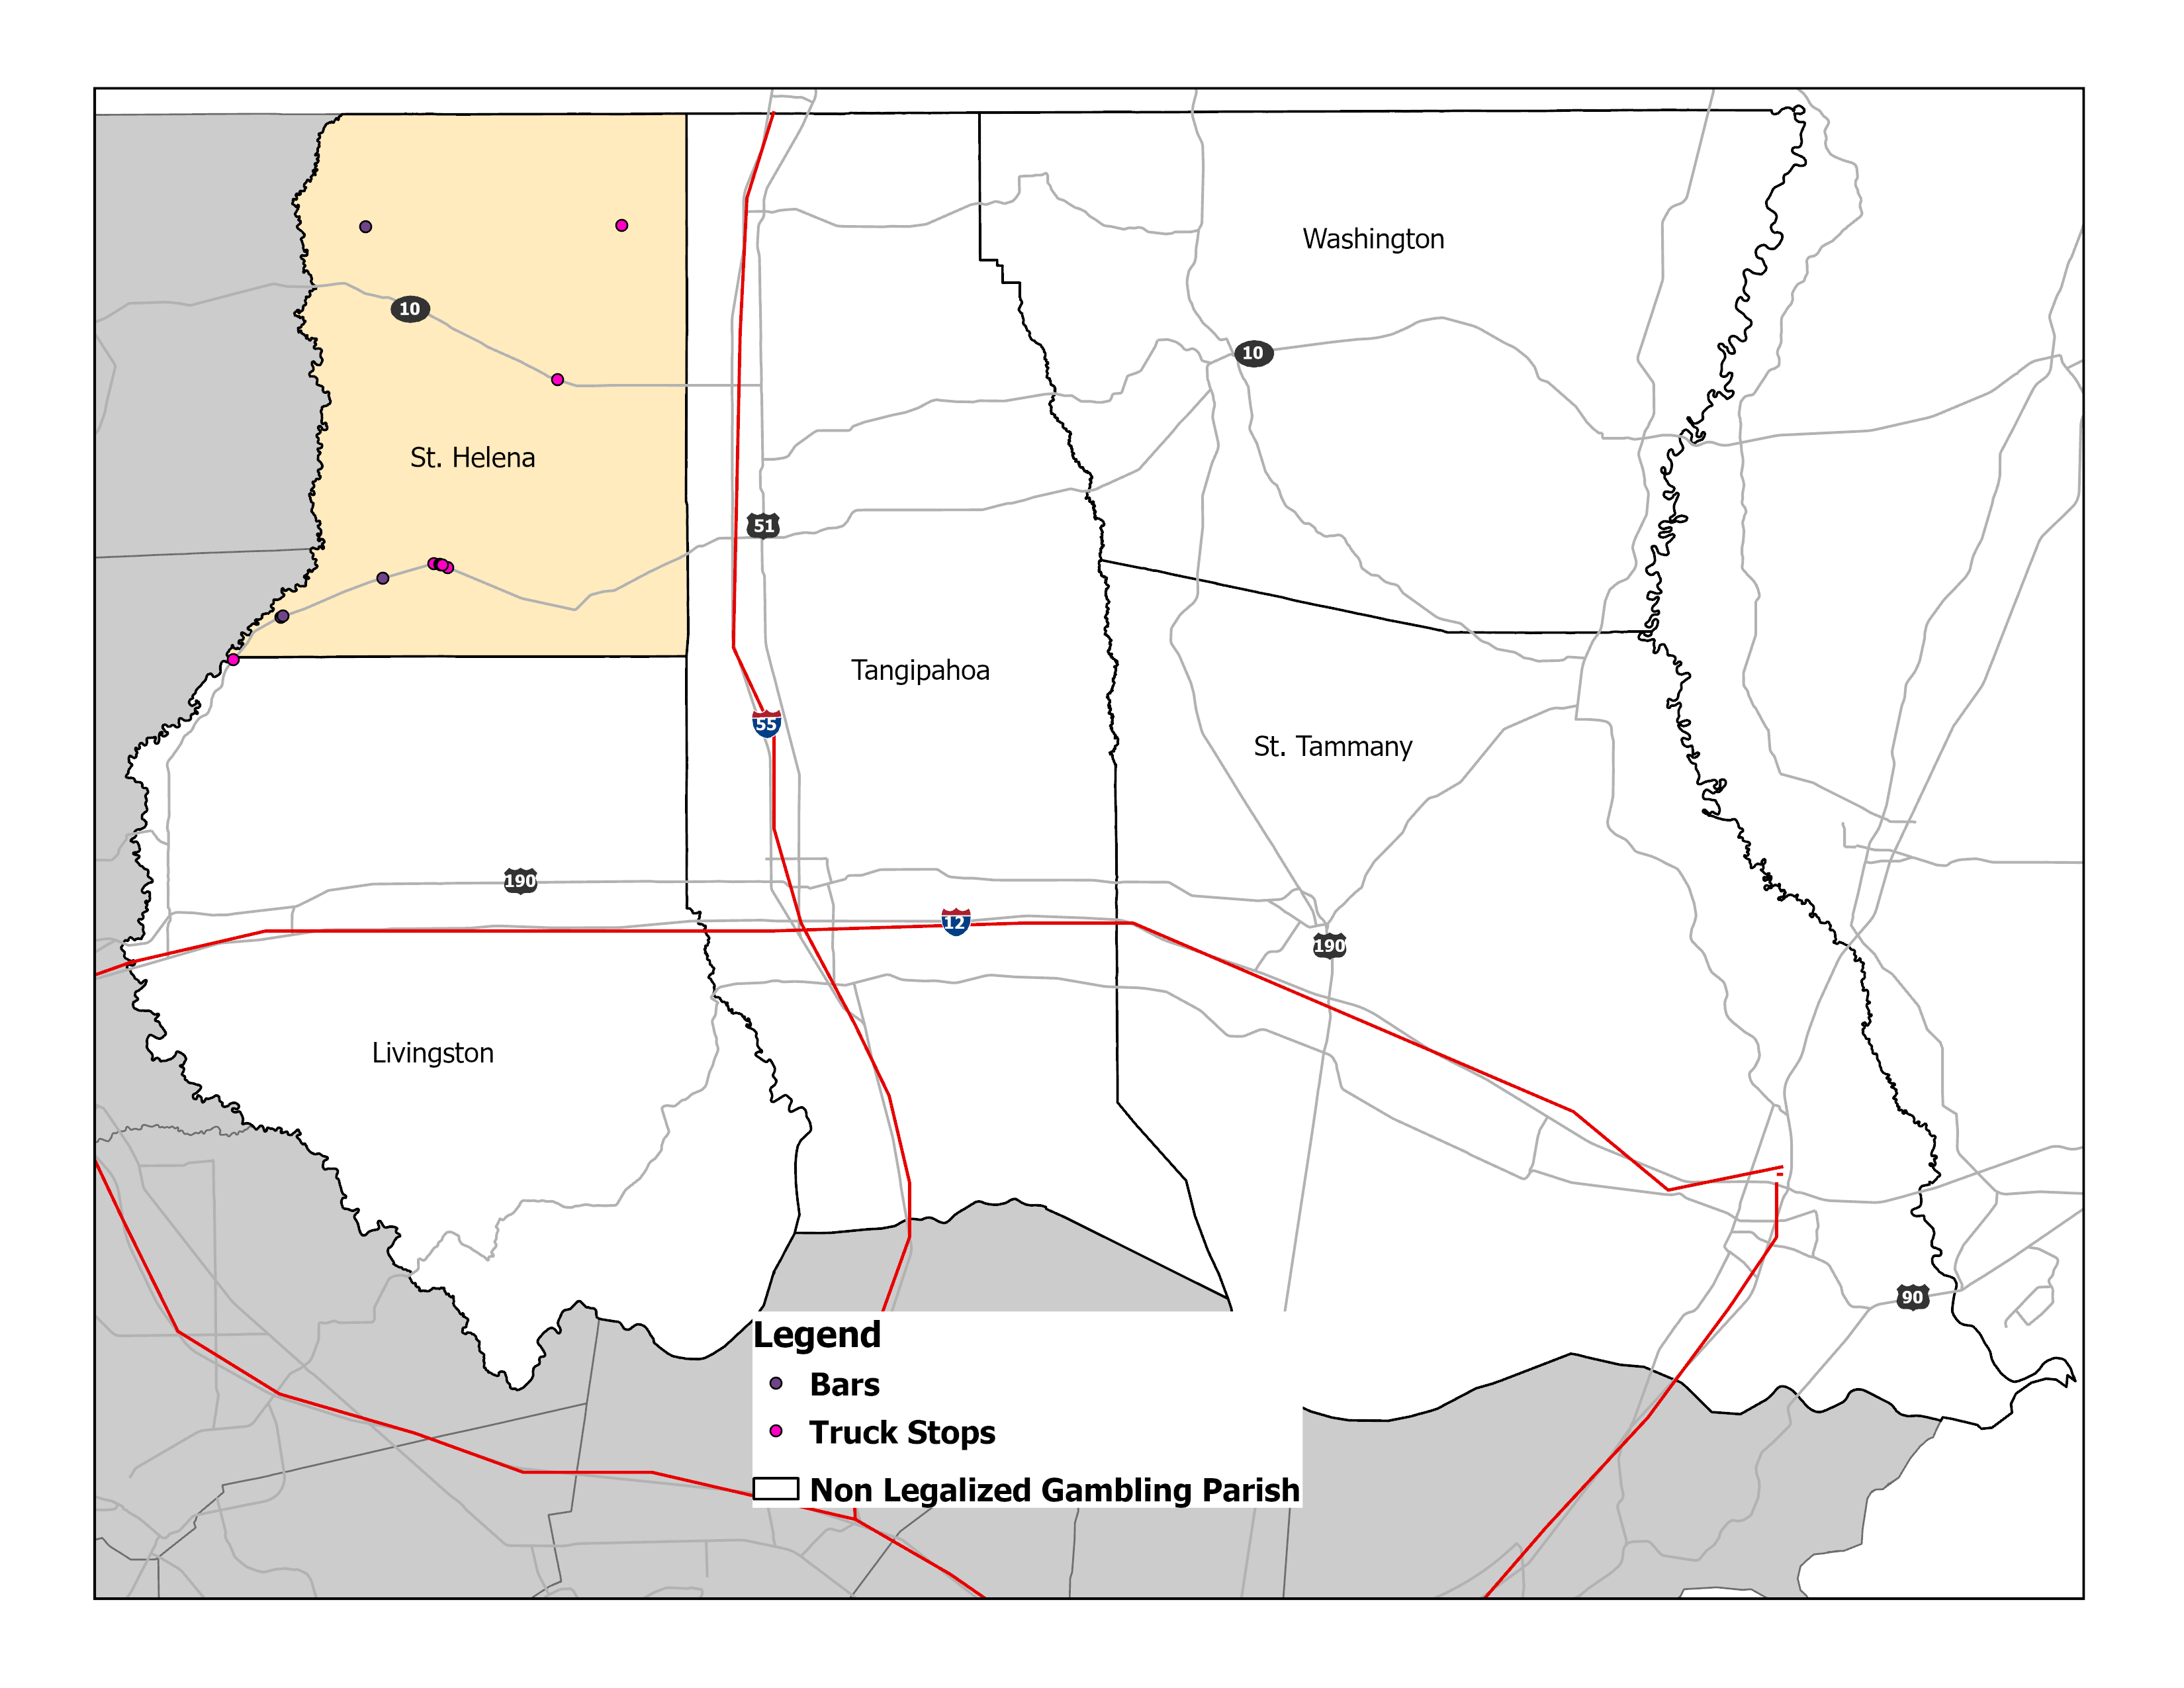 Washington
10
10
St. Helena
51
Tangipahoa
55
St. Tammany
190
12
190
Livingston
90
Legend
Bars
Truck Stops
Non Legalized Gambling Parish